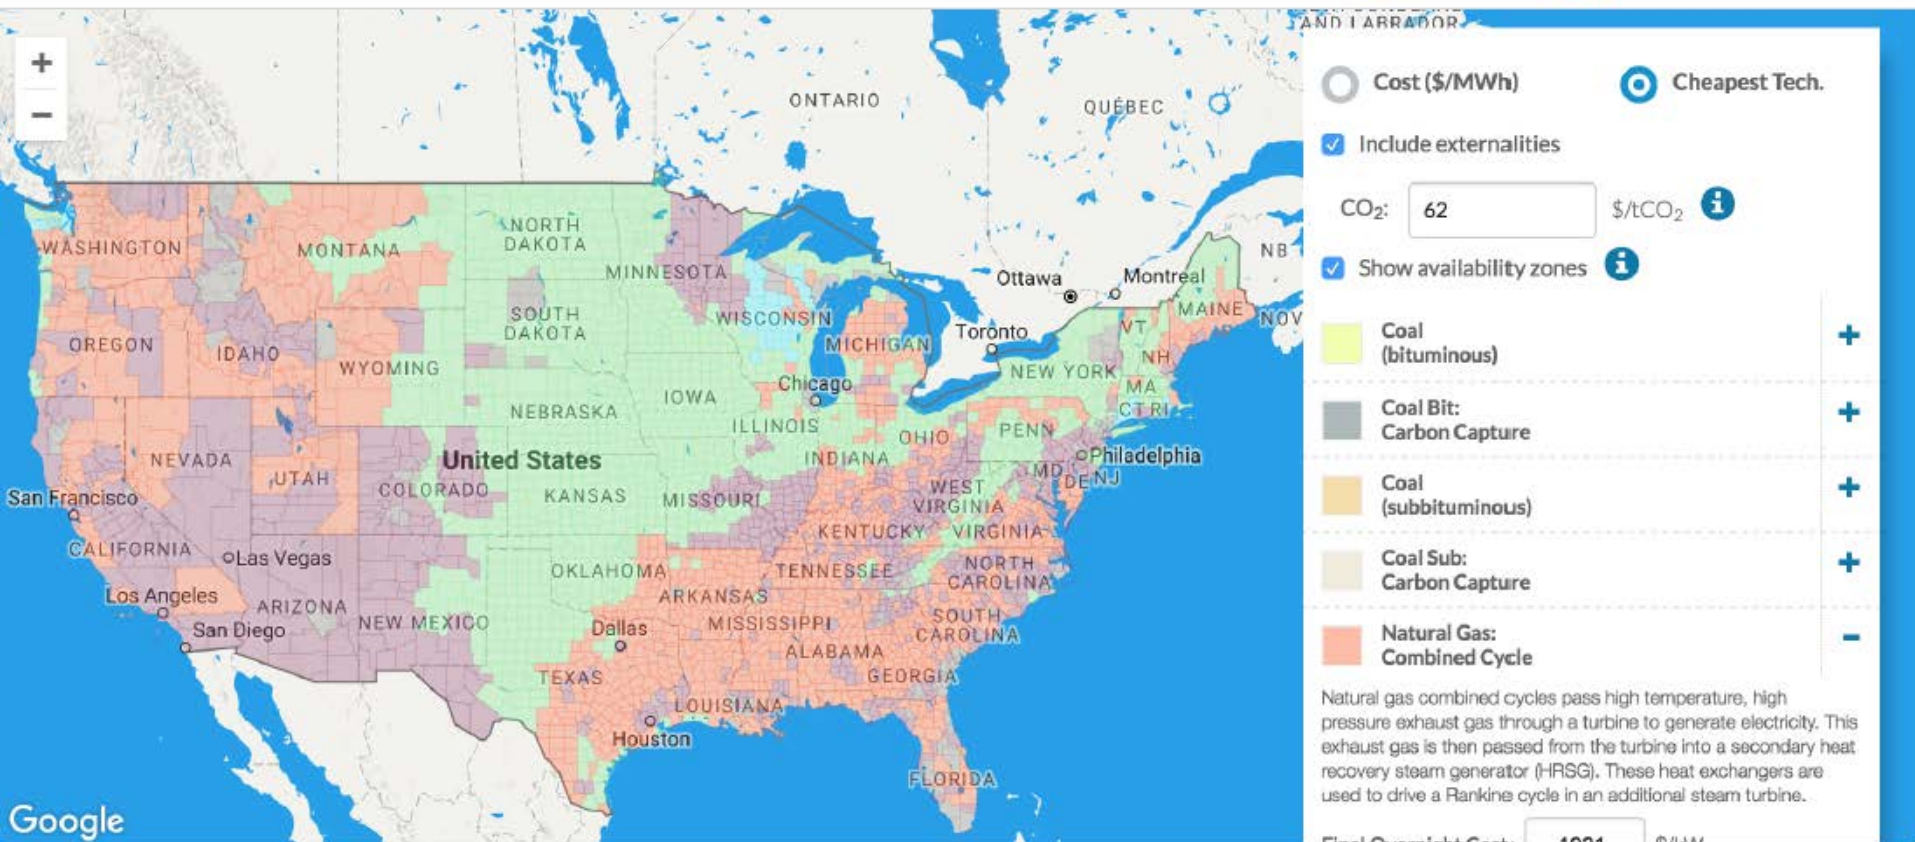 AND LABRADOR
+
−
ONTARIO
QUÉBEC
NORTH
DAKOTA
WASHINGTON
MONTANA
MINNESOTA
Ottawa
Montreal
NB
MAINE
NOV
SOUTH
DAKOTA
WISCONSIN
VT
Toronto
OREGON
IDAHO
MICHIGAN
NH
WYOMING
NEW YORK
Chicago
MA
IOWA
NEBRASKA
CT RI
ILLINOIS
OHIO
PENN
NEVADA
United States
INDIANA
Philadelphia
UTAH
COLORADO
MD
DE NJ
San Francisco
KANSAS
MISSOURI
WEST
VIRGINIA
KENTUCKY
VIRGINIA
CALIFORNIA
Las Vegas
OKLAHOMA
TENNESSEE
NORTH
CAROLINA
Los Angeles
ARIZONA
ARKANSAS
NEW MEXICO
MISSISSIPPI
SOUTH
CAROLINA
San Diego
Dallas
ALABAMA
TEXAS
GEORGIA
LOUISIANA
Houston
FLORIDA
Google
Cost ($/MWh)
Cheapest Tech.
Include externalities
CO₂: 62 $/tCO₂ i
Show availability zones i
Coal
(bituminous)
+
Coal Bit:
Carbon Capture
+
Coal
(subbituminous)
+
Coal Sub:
Carbon Capture
+
Natural Gas:
Combined Cycle
−
Natural gas combined cycles pass high temperature, high
pressure exhaust gas through a turbine to generate electricity. This
exhaust gas is then passed from the turbine into a secondary heat
recovery steam generator (HRSG). These heat exchangers are
used to drive a Rankine cycle in an additional steam turbine.